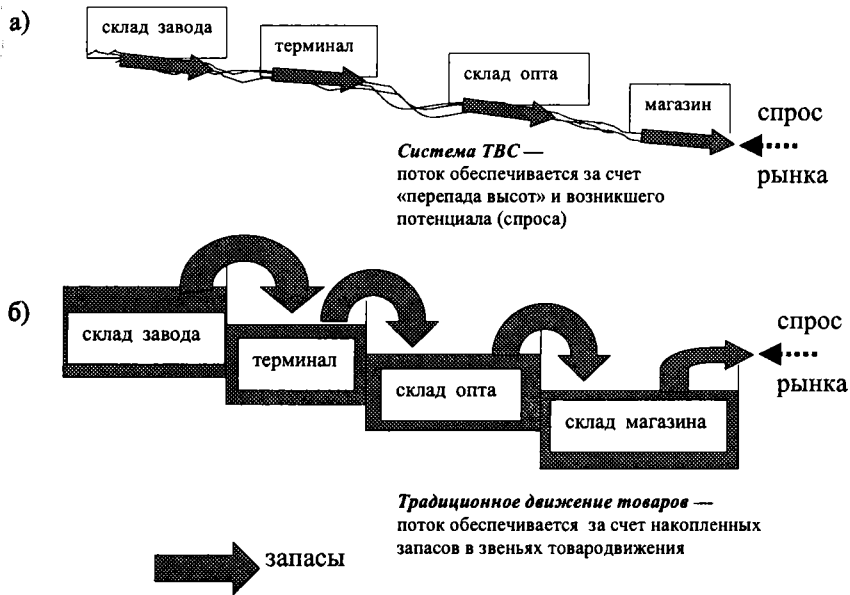 а)
склад завода
терминал
склад опта
магазин
спрос
рынка
Система ТВС —
поток обеспечивается за счет
«перепада высот» и возникшего
потенциала (спроса)
б)
склад завода
терминал
склад опта
склад магазина
спрос
рынка
Традиционное движение товаров —
поток обеспечивается за счет накопленных
запасов в звеньях товародвижения
запасы